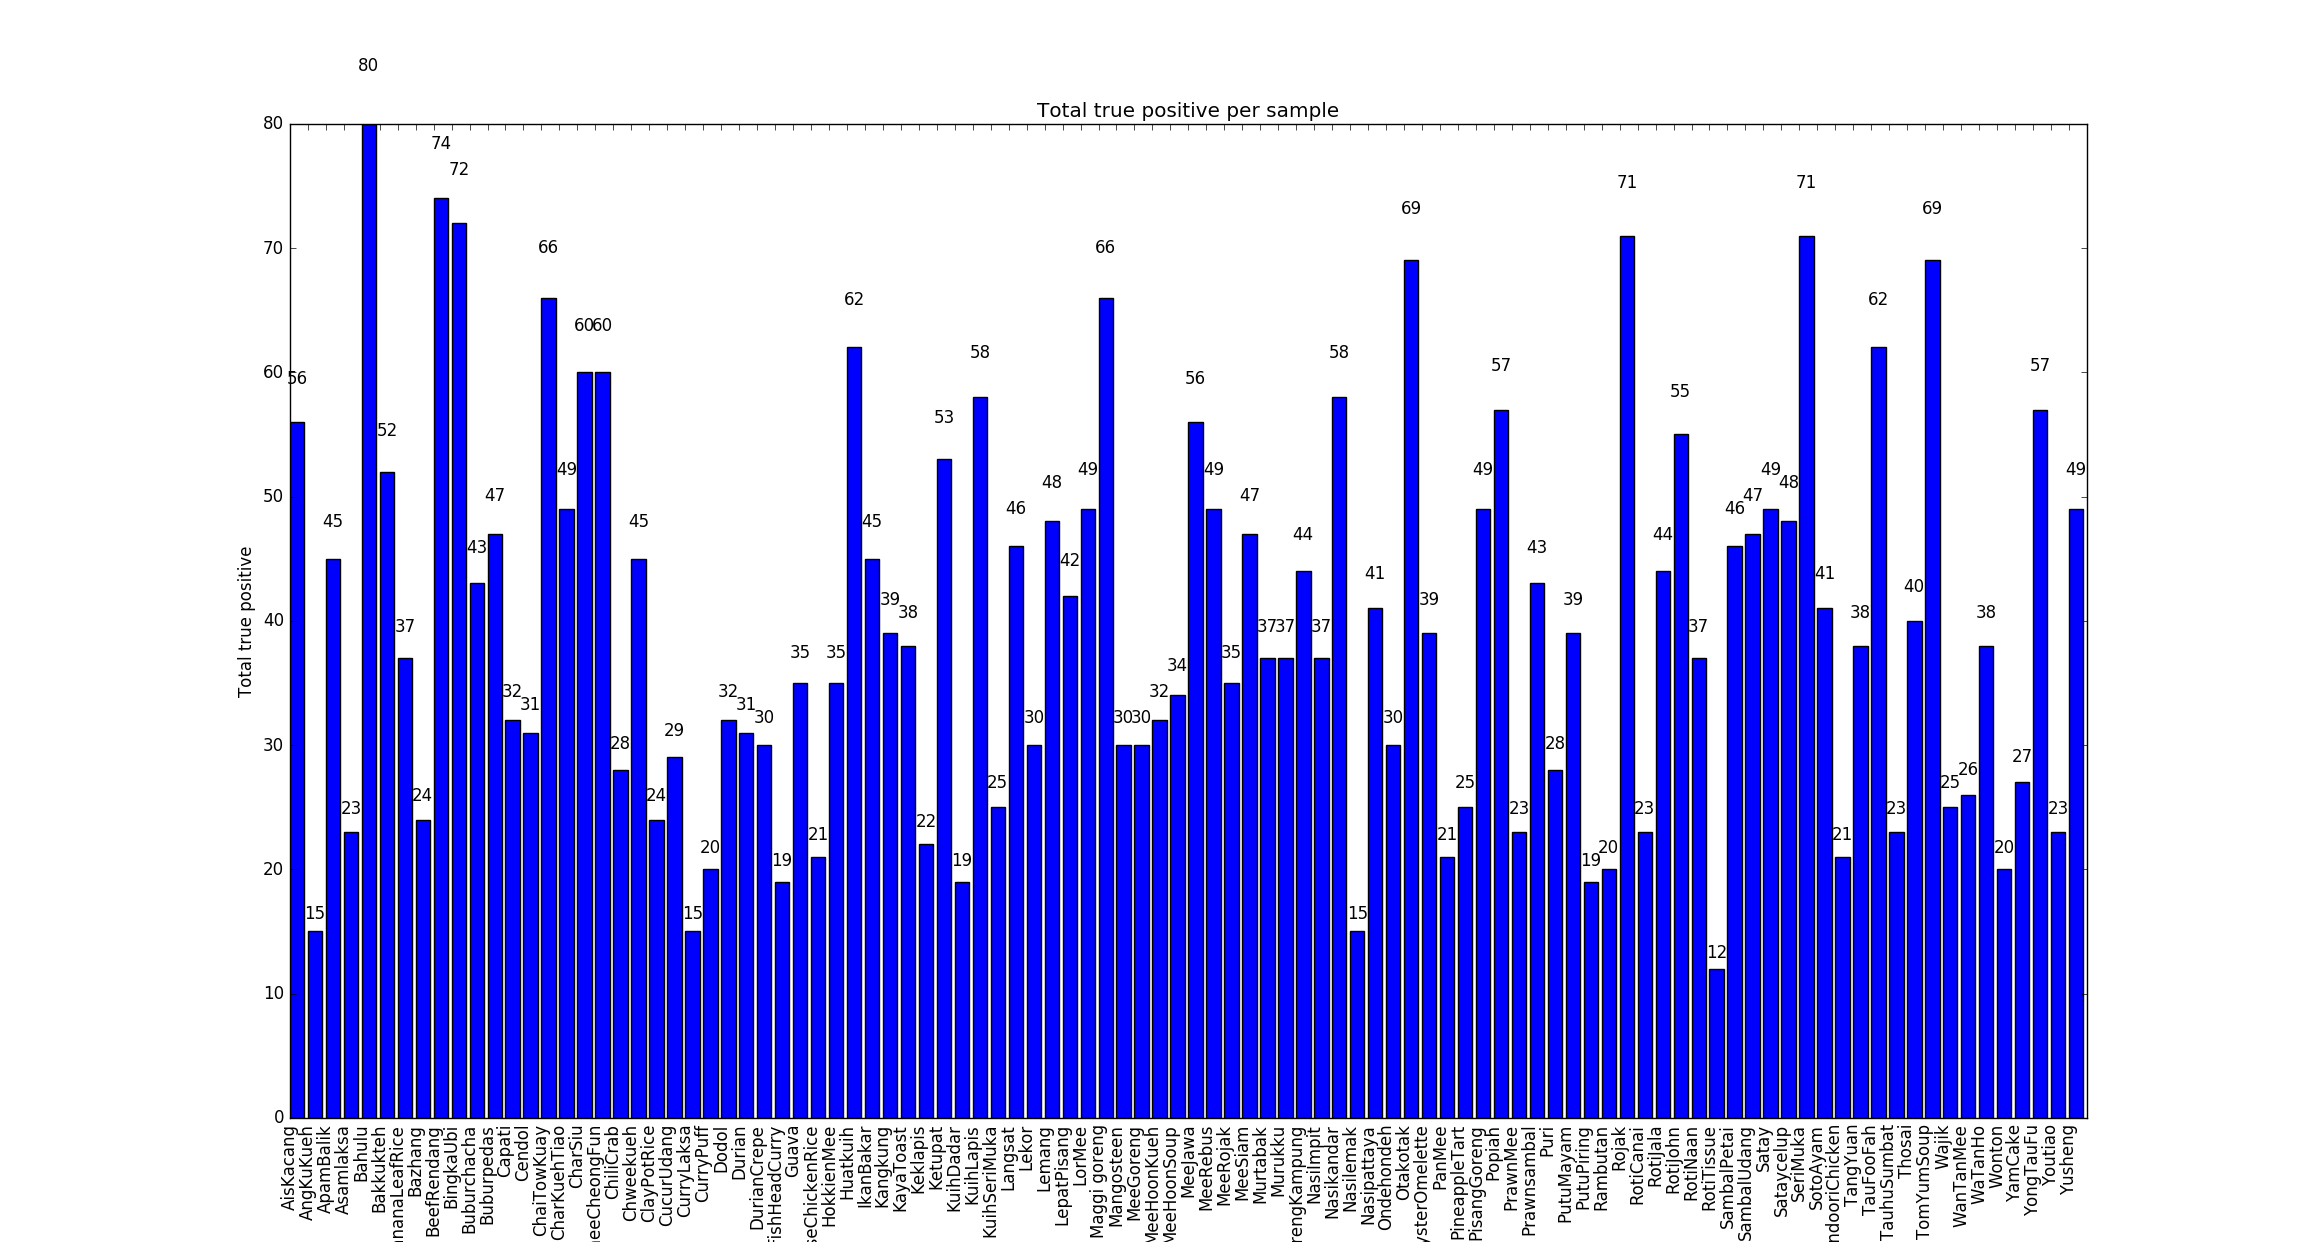 80
Total true positive per sample
Total true positive
80
70
60
50
40
30
20
10
0
56 15 45 23 52 37 24 74 72 43 47 32 31 66 49 60 60 28 45 24 29 15 20 32 31 30 19 35 21 35 62 45 39 38 22 53 19 58 25 46 30 48 42 49 66 30 30 32 34 56 49 35 47 37 37 44 37 58 15 41 30 69 39 21 25 49 57 23 43 28 39 19 20 71 23 44 55 37 12 46 47 49 48 71 41 21 38 62 23 40 69 25 26 38 20 27 57 23 49
AisKacang
AngKuKueh
ApamBalik
Asamlaksa
Bahulu
Bakkukteh
nanaLeafRice
Bazhang
BeefRendang
BingkaUbi
Buburchacha
Buburpedas
Capati
Cendol
ChaiTowKuay
CharKuehTiao
CharSiu
eeCheongFun
ChiliCrab
Chweekueh
ClayPotRice
CucurUdang
CurryLaksa
CurryPuff
Dodol
Durian
DurianCrepe
FishHeadCurry
Guava
seChickenRice
HokkienMee
Huatkuih
IkanBakar
Kangkung
KayaToast
Keklapis
Ketupat
KuihDadar
KuihLapis
KuihSeriMuka
Langsat
Lekor
Lemang
LepatPisang
LorMee
Maggi goreng
Mangosteen
MeeGoreng
MeeHoonKueh
MeeHoonSoup
MeeJawa
MeeRebus
MeeRojak
MeeSiam
Murtabak
Murukku
rengKampung
NasiImpit
Nasikandar
Nasilemak
Nasipattaya
Ondehondeh
Otakotak
ysterOmelette
PanMee
PineappleTart
PisangGoreng
Popiah
PrawnMee
Prawnsambal
Puri
PutuMayam
PutuPiring
Rambutan
Rojak
RotiCanai
RotiJala
RotiJohn
RotiNaan
RotiTissue
SambalPetai
SambalUdang
Satay
Sataycelup
SeriMuka
SotoAyam
ndooriChicken
TangYuan
TauFooFah
TauhuSumbat
Thosai
TomYumSoup
Wajik
WanTanMee
WaTanHo
Wonton
YamCake
YongTauFu
Youtiao
Yusheng